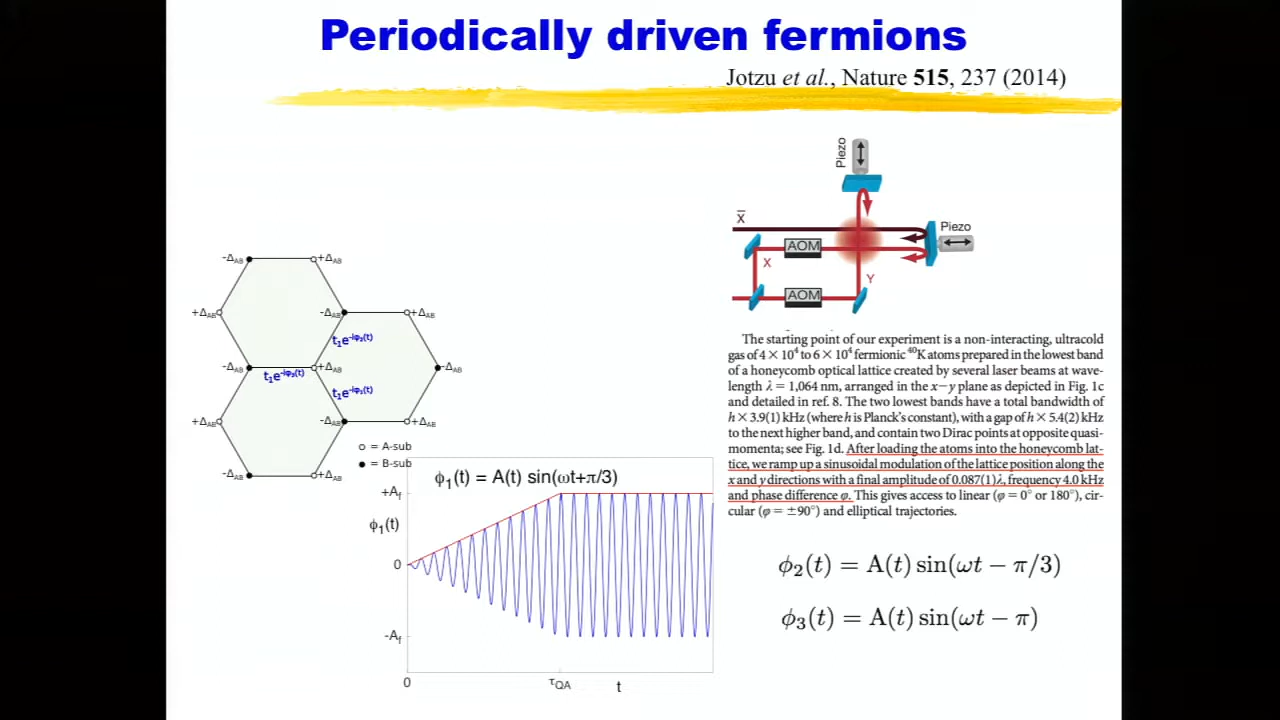 Periodically driven fermions
Jotzu et al., Nature 515, 237 (2014)
Piezo
X̅
AOM
Piezo
X
Y
AOM
-Δ_AB
+Δ_AB
+Δ_AB
-Δ_AB
+Δ_AB
t₁e^-iφ₂(t)
-Δ_AB
t₁e^-iφ₃(t)
+Δ_AB
-Δ_AB
t₁e^-iφ₁(t)
+Δ_AB
-Δ_AB
+Δ_AB
-Δ_AB
+Δ_AB
○ = A-sub
● = B-sub
The starting point of our experiment is a non-interacting, ultracold
gas of 4 × 10⁴ to 6 × 10⁴ fermionic ⁴⁰K atoms prepared in the lowest band
of a honeycomb optical lattice created by several laser beams at wave-
length λ = 1,064 nm, arranged in the x–y plane as depicted in Fig. 1c
and detailed in ref. 8. The two lowest bands have a total bandwidth of
h × 3.9(1) kHz (where h is Planck's constant), with a gap of h × 5.4(2) kHz
to the next higher band, and contain two Dirac points at opposite quasi-
momenta; see Fig. 1d. After loading the atoms into the honeycomb lat-
tice, we ramp up a sinusoidal modulation of the lattice position along the
x and y directions with a final amplitude of 0.087(1)λ, frequency 4.0 kHz
and phase difference φ. This gives access to linear (φ = 0° or 180°), cir-
cular (φ = ±90°) and elliptical trajectories.
ϕ₁(t) = A(t) sin(ωt+π/3)
+A_f
ϕ₁(t)
0
-A_f
0
τ_QA
t
ϕ₂(t) = A(t) sin(ωt − π/3)
ϕ₃(t) = A(t) sin(ωt − π)